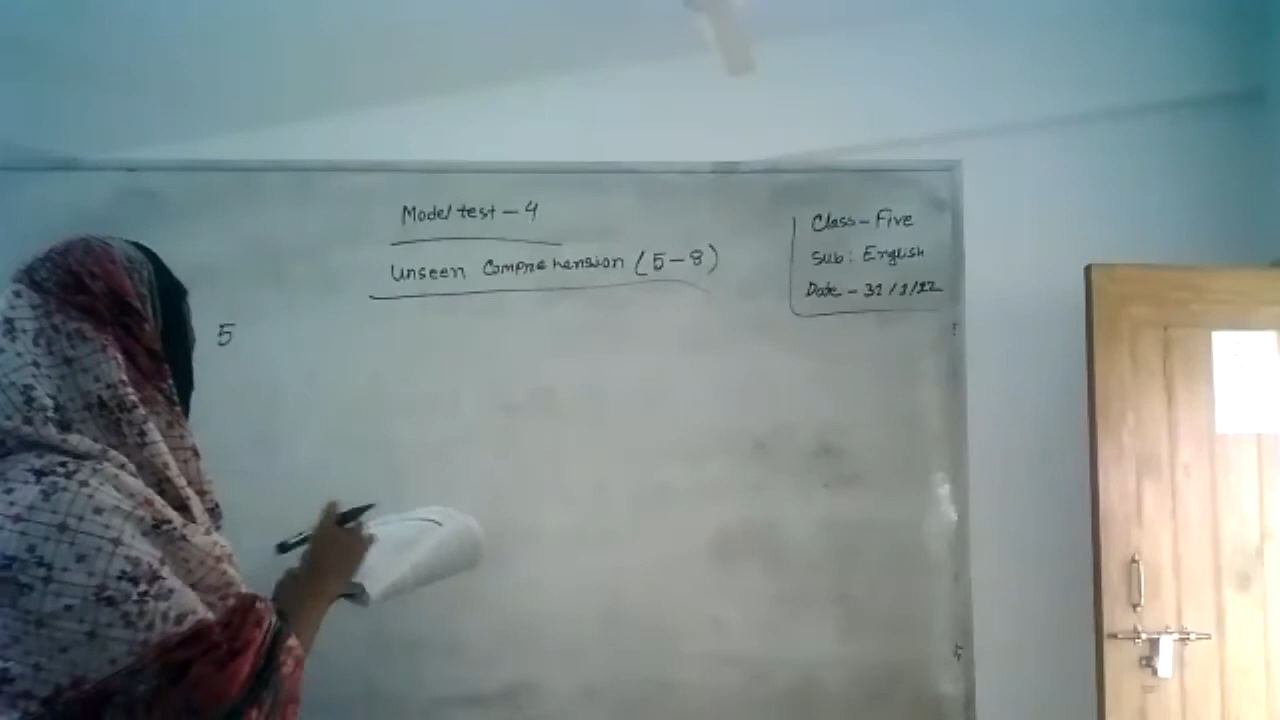 Model test - 4
Unseen Comprehension (5-8)
Class - Five
Sub : English
Date - 31/1/22
5